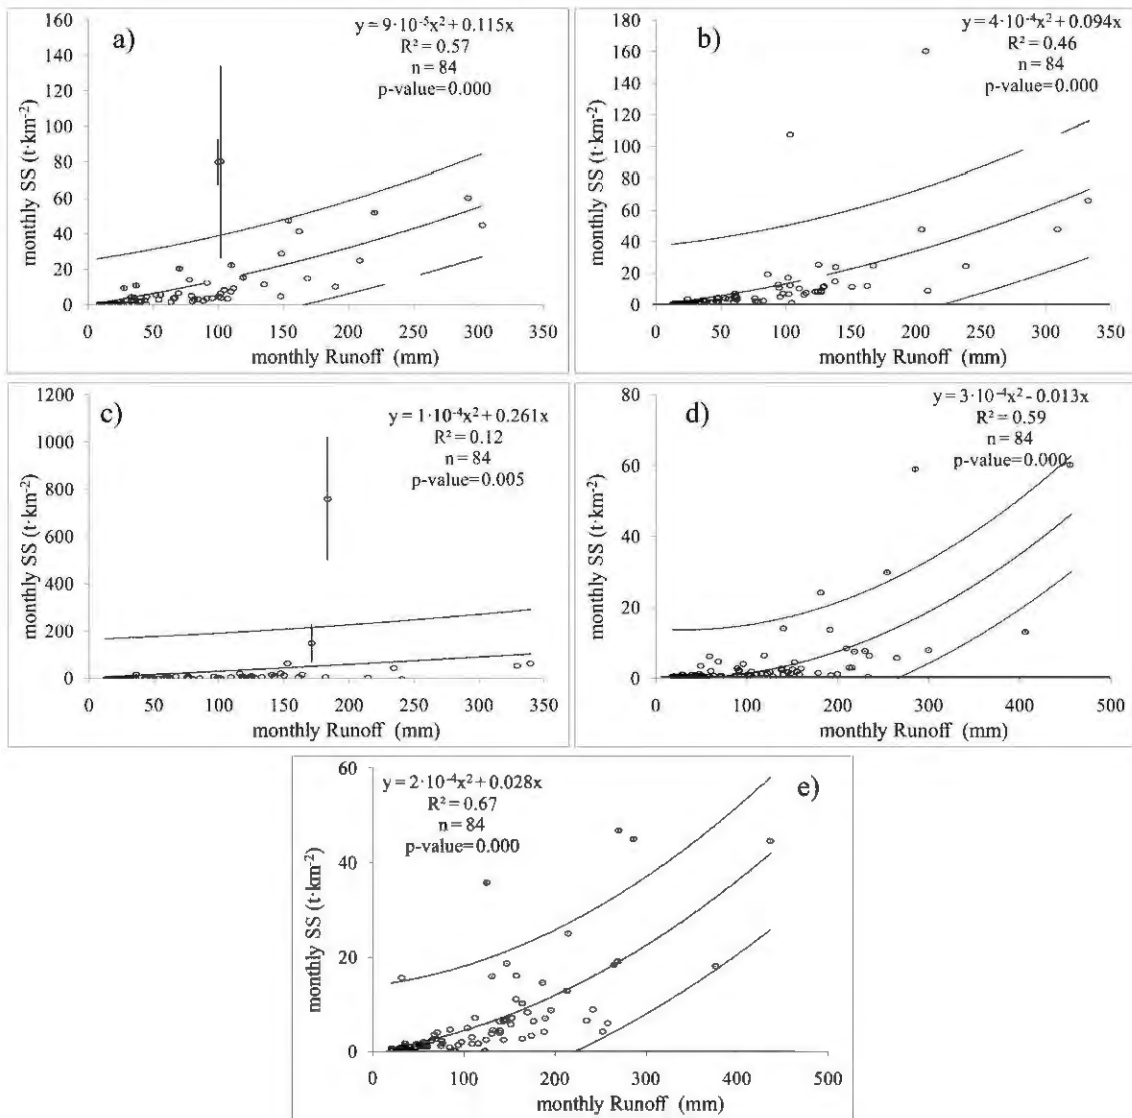 a)
y = 9·10⁻⁵x² + 0.115x
R² = 0.57
n = 84
p-value=0.000
monthly SS (t·km⁻²)
160
140
120
100
80
60
40
20
0
0 50 100 150 200 250 300 350
monthly Runoff (mm)
b)
y = 4·10⁻⁴x² + 0.094x
R² = 0.46
n = 84
p-value=0.000
monthly SS (t·km⁻²)
180
160
140
120
100
80
60
40
20
0
0 50 100 150 200 250 300 350
monthly Runoff (mm)
c)
y = 1·10⁻⁴x² + 0.261x
R² = 0.12
n = 84
p-value=0.005
monthly SS (t·km⁻²)
1200
1000
800
600
400
200
0
0 50 100 150 200 250 300 350
monthly Runoff (mm)
d)
y = 3·10⁻⁴x² - 0.013x
R² = 0.59
n = 84
p-value=0.000
monthly SS (t·km⁻²)
80
60
40
20
0
0 100 200 300 400 500
monthly Runoff (mm)
e)
y = 2·10⁻⁴x² + 0.028x
R² = 0.67
n = 84
p-value=0.000
monthly SS (t·km⁻²)
60
40
20
0
0 100 200 300 400 500
monthly Runoff (mm)